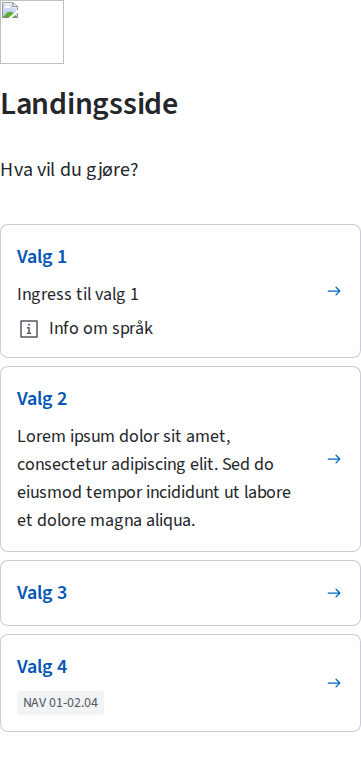 Landingsside
Hva vil du gjøre?
Valg 1
Ingress til valg 1
Info om språk
Valg 2
Lorem ipsum dolor sit amet,
consectetur adipiscing elit. Sed do
eiusmod tempor incididunt ut labore
et dolore magna aliqua.
Valg 3
Valg 4
NAV 01-02.04